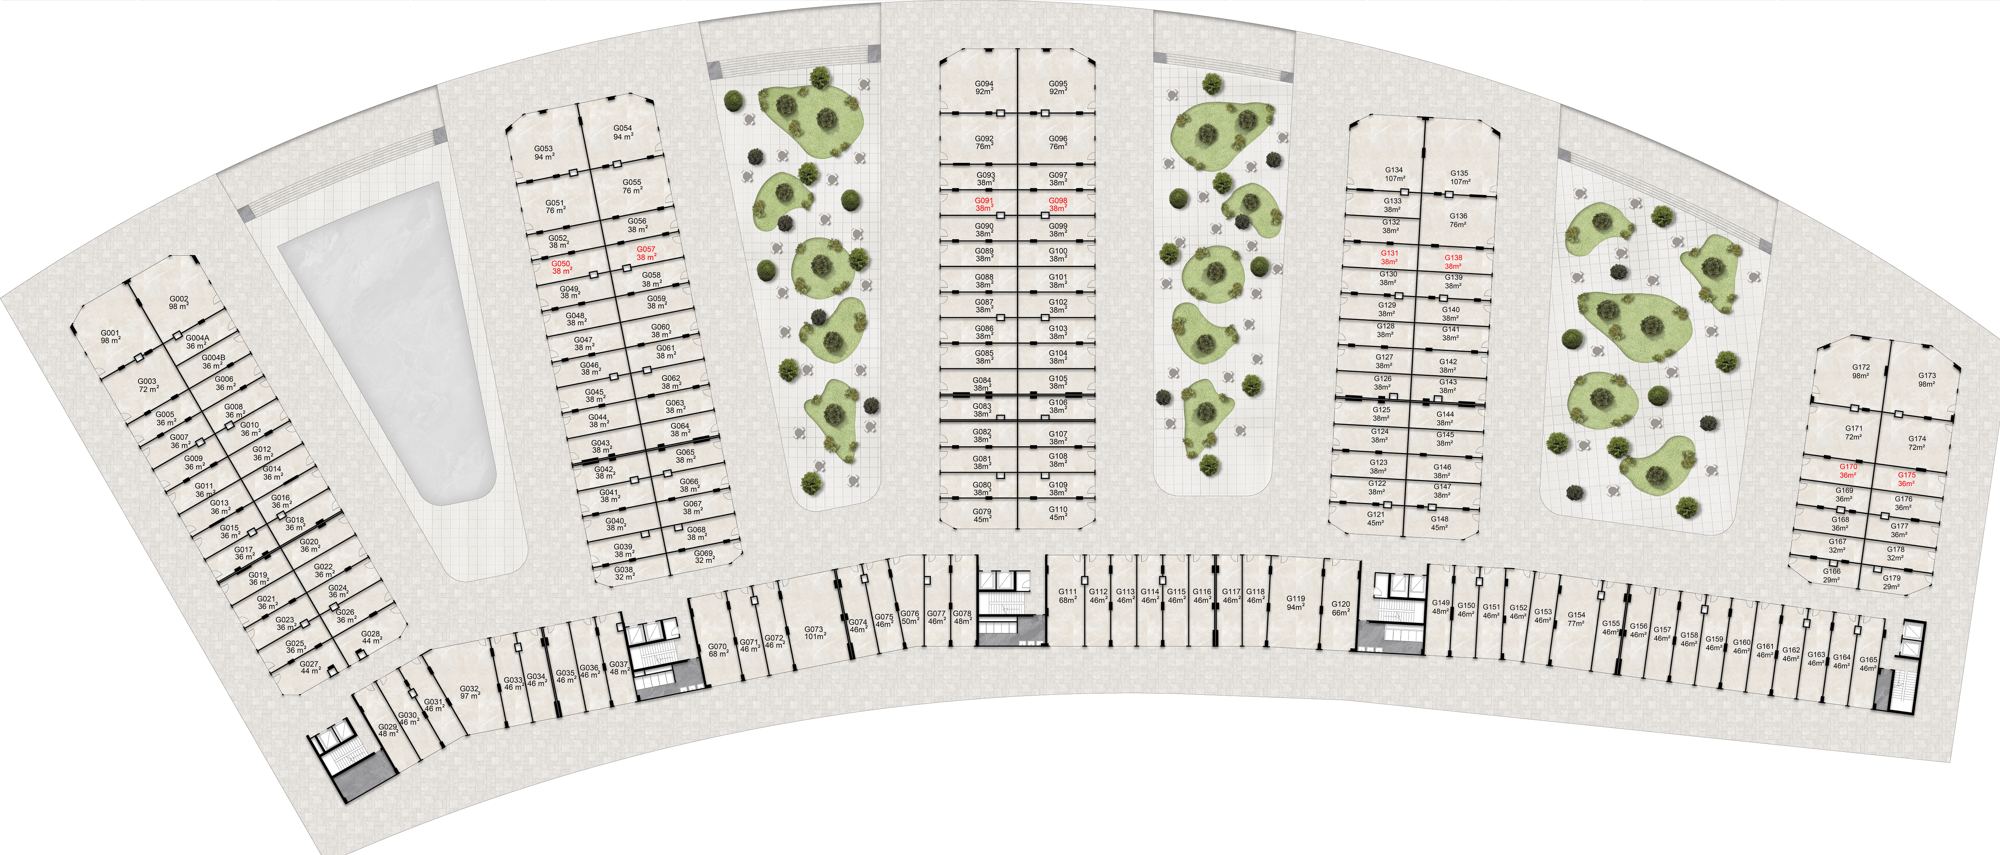 G001
98 m²
G002
98 m²
G003
72 m²
G004A
36 m²
G004B
36 m²
G005
36 m²
G006
36 m²
G007
36 m²
G008
36 m²
G009
36 m²
G010
36 m²
G011
36 m²
G012
36 m²
G013
36 m²
G014
36 m²
G015
36 m²
G016
36 m²
G017
36 m²
G018
36 m²
G019
36 m²
G020
36 m²
G021
36 m²
G022
36 m²
G023
36 m²
G024
36 m²
G025
36 m²
G026
36 m²
G027
44 m²
G028
44 m²
G029
48 m²
G030
46 m²
G031
46 m²
G032
97 m²
G033
46 m²
G034
46 m²
G035
46 m²
G036
46 m²
G037
48 m²
G038
32 m²
G039
38 m²
G040
38 m²
G041
38 m²
G042
38 m²
G043
38 m²
G044
38 m²
G045
38 m²
G046
38 m²
G047
38 m²
G048
38 m²
G049
38 m²
G050
38 m²
G051
76 m²
G052
38 m²
G053
94 m²
G054
94 m²
G055
76 m²
G056
38 m²
G057
38 m²
G058
38 m²
G059
38 m²
G060
38 m²
G061
38 m²
G062
38 m²
G063
38 m²
G064
38 m²
G065
38 m²
G066
38 m²
G067
38 m²
G068
38 m²
G069
32 m²
G070
68 m²
G071
46 m²
G072
46 m²
G073
101m²
G074
46m²
G075
46m²
G076
50m²
G077
46m²
G078
48m²
G079
45m²
G080
38m²
G081
38m²
G082
38m²
G083
38m²
G084
38m²
G085
38m²
G086
38m²
G087
38m²
G088
38m²
G089
38m²
G090
38m²
G091
38m²
G092
76m²
G093
38m²
G094
92m²
G095
92m²
G096
76m²
G097
38m²
G098
38m²
G099
38m²
G100
38m²
G101
38m²
G102
38m²
G103
38m²
G104
38m²
G105
38m²
G106
38m²
G107
38m²
G108
38m²
G109
38m²
G110
45m²
G111
68m²
G112
46m²
G113
46m²
G114
46m²
G115
46m²
G116
46m²
G117
46m²
G118
46m²
G119
94m²
G120
66m²
G121
45m²
G122
38m²
G123
38m²
G124
38m²
G125
38m²
G126
38m²
G127
38m²
G128
38m²
G129
38m²
G130
38m²
G131
38m²
G132
38m²
G133
38m²
G134
107m²
G135
107m²
G136
76m²
G138
38m²
G139
38m²
G140
38m²
G141
38m²
G142
38m²
G143
38m²
G144
38m²
G145
38m²
G146
38m²
G147
38m²
G148
45m²
G149
48m²
G150
46m²
G151
46m²
G152
46m²
G153
46m²
G154
77m²
G155
46m²
G156
46m²
G157
46m²
G158
46m²
G159
46m²
G160
46m²
G161
46m²
G162
46m²
G163
46m²
G164
46m²
G165
46m²
G166
29m²
G167
32m²
G168
36m²
G169
36m²
G170
36m²
G171
72m²
G172
98m²
G173
98m²
G174
72m²
G175
36m²
G176
36m²
G177
36m²
G178
32m²
G179
29m²